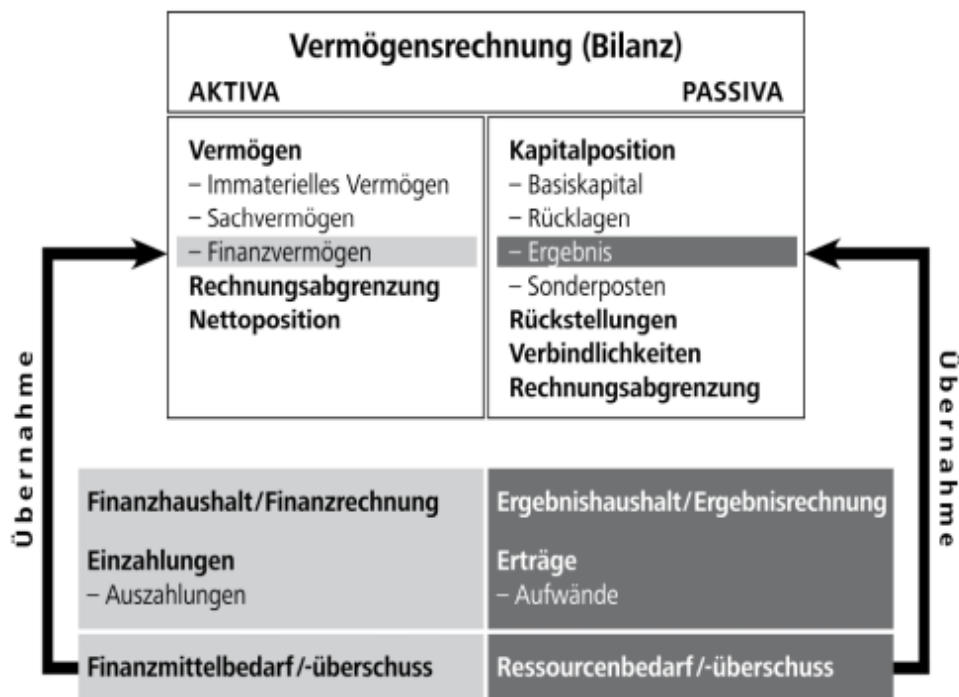 Vermögensrechnung (Bilanz)
AKTIVA
PASSIVA
Vermögen
– Immaterielles Vermögen
– Sachvermögen
– Finanzvermögen
Rechnungsabgrenzung
Nettoposition
Kapitalposition
– Basiskapital
– Rücklagen
– Ergebnis
– Sonderposten
Rückstellungen
Verbindlichkeiten
Rechnungsabgrenzung
Übernahme
Übernahme
Finanzhaushalt/Finanzrechnung
Einzahlungen
– Auszahlungen
Finanzmittelbedarf/-überschuss
Ergebnishaushalt/Ergebnisrechnung
Erträge
– Aufwände
Ressourcenbedarf/-überschuss